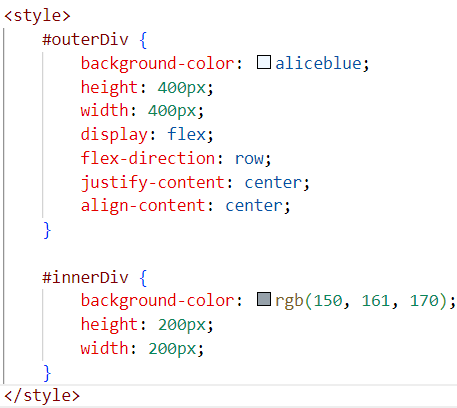 <style>
#outerDiv {
background-color: aliceblue;
height: 400px;
width: 400px;
display: flex;
flex-direction: row;
justify-content: center;
align-content: center;
}
#innerDiv {
background-color: rgb(150, 161, 170);
height: 200px;
width: 200px;
}
</style>